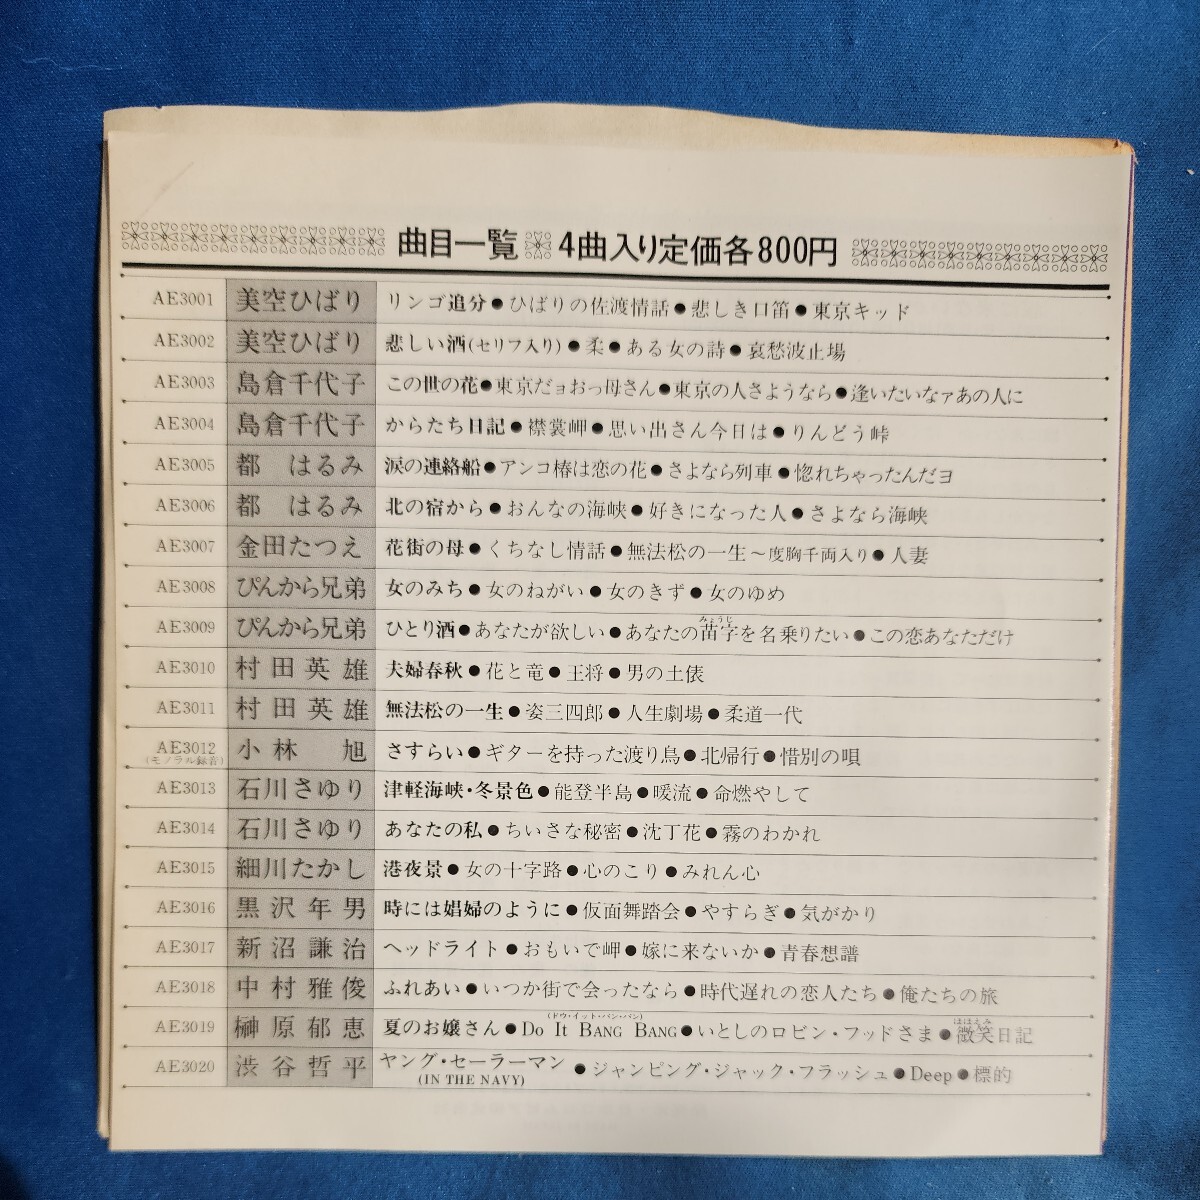 曲目一覧 4曲入り定価各800円
AE3001 美空ひばり リンゴ追分●ひばりの佐渡情話●悲しき口笛●東京キッド
AE3002 美空ひばり 悲しい酒(セリフ入り)●柔●ある女の詩●哀愁波止場
AE3003 島倉千代子 この世の花●東京だョおっ母さん●東京の人さようなら●逢いたいなァあの人に
AE3004 島倉千代子 からたち日記●襟裳岬●思い出さん今日は●りんどう峠
AE3005 都 はるみ 涙の連絡船●アンコ椿は恋の花●さよなら列車●惚れちゃったんだヨ
AE3006 都 はるみ 北の宿から●おんなの海峡●好きになった人●さよなら海峡
AE3007 金田たつえ 花街の母●くちなし情話●無法松の一生～度胸千両入り●人妻
AE3008 ぴんから兄弟 女のみち●女のねがい●女のきず●女のゆめ
AE3009 ぴんから兄弟 ひとり酒●あなたが欲しい●あなたの苗字を名乗りたい●この恋あなただけ
みょうじ
AE3010 村田英雄 夫婦春秋●花と竜●王将●男の土俵
AE3011 村田英雄 無法松の一生●姿三四郎●人生劇場●柔道一代
AE3012 小林 旭 さすらい●ギターを持った渡り鳥●北帰行●惜別の唄
(モノラル録音)
AE3013 石川さゆり 津軽海峡・冬景色●能登半島●暖流●命燃やして
AE3014 石川さゆり あなたの私●ちいさな秘密●沈丁花●霧のわかれ
AE3015 細川たかし 港夜景●女の十字路●心のこり●みれん心
AE3016 黒沢年男 時には娼婦のように●仮面舞踏会●やすらぎ●気がかり
AE3017 新沼謙治 ヘッドライト●おもいで岬●嫁に来ないか●青春想譜
AE3018 中村雅俊 ふれあい●いつか街で会ったなら●時代遅れの恋人たち●俺たちの旅
(ドゥ・イット・バン・バン) ほほえみ
AE3019 榊原郁恵 夏のお嬢さん●Do It BANG BANG●いとしのロビン・フッドさま●微笑日記
AE3020 渋谷哲平 ヤング・セーラーマン●ジャンピング・ジャック・フラッシュ●Deep●標的
(IN THE NAVY)